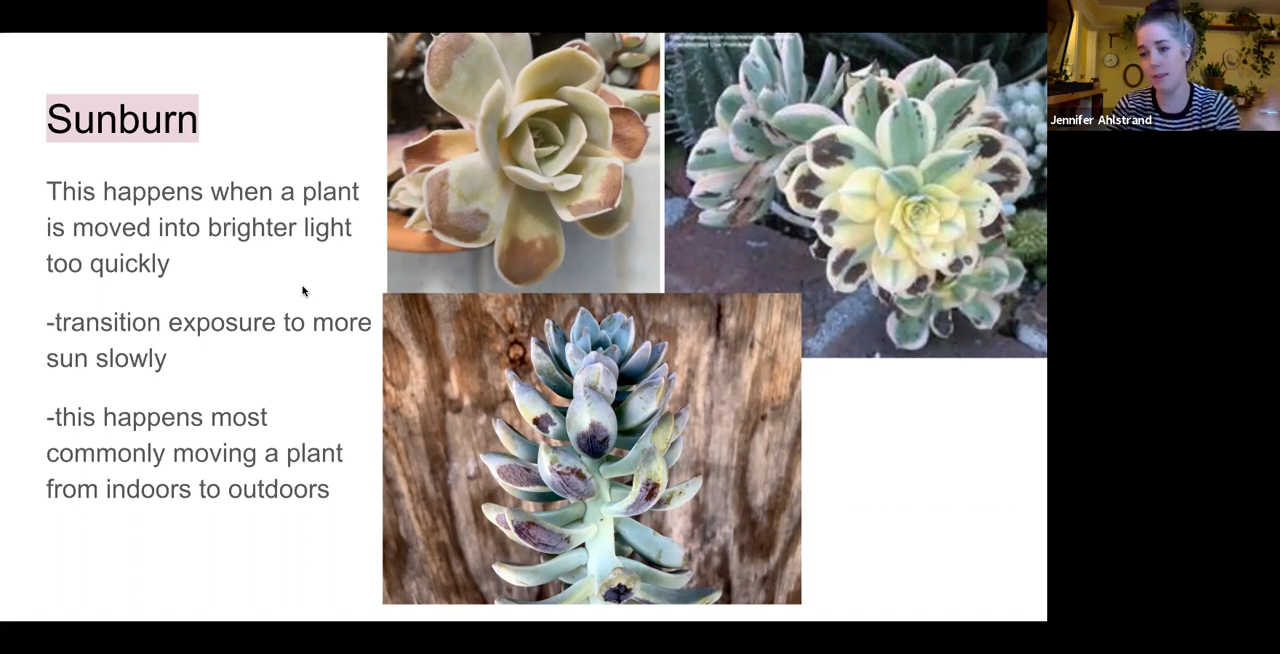 Sunburn
This happens when a plant
is moved into brighter light
too quickly
-transition exposure to more
sun slowly
-this happens most
commonly moving a plant
from indoors to outdoors
Jennifer Ahlstrand